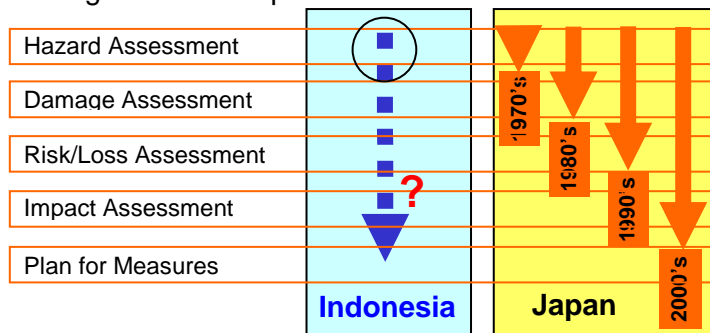 Hazard Assessment
Damage Assessment
Risk/Loss Assessment
Impact Assessment
Plan for Measures
?
Indonesia
Japan
1970's
1980's
1990's
2000's